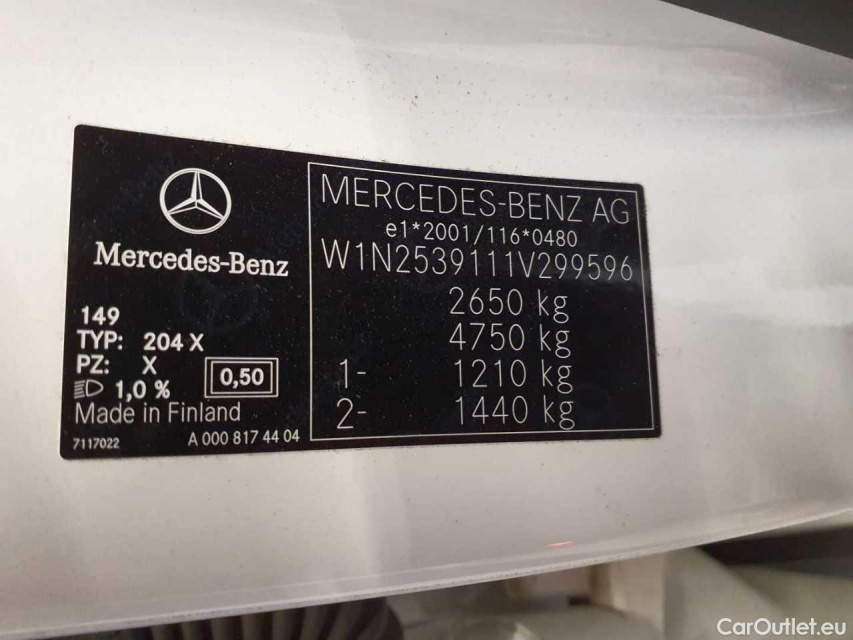 Mercedes-Benz
149
TYP: 204 X
PZ: X
1,0 %
0,50
Made in Finland
7117022
A 000 817 44 04
MERCEDES-BENZ AG
e1*2001/116*0480
W1N2539111V299596
2650 kg
4750 kg
1- 1210 kg
2- 1440 kg
CarOutlet.eu